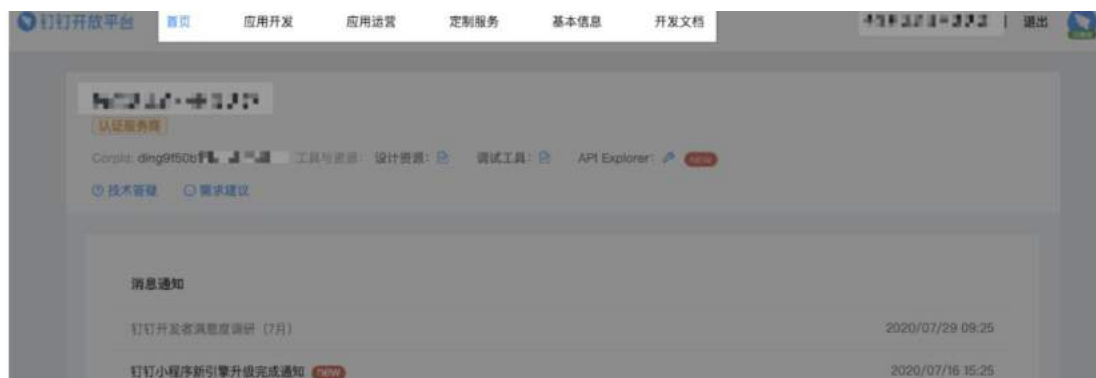 钉钉开放平台 首页 应用开发 应用运营 定制服务 基本信息 开发文档 | 退出
认证服务商
CorpId: ding9f50b 工具与资源: 设计资源: 调试工具: API Explorer: new
技术答疑 需求建议
消息通知
钉钉开发者满意度调研(7月) 2020/07/29 09:25
钉钉小程序新引擎升级完成通知 new 2020/07/16 15:25